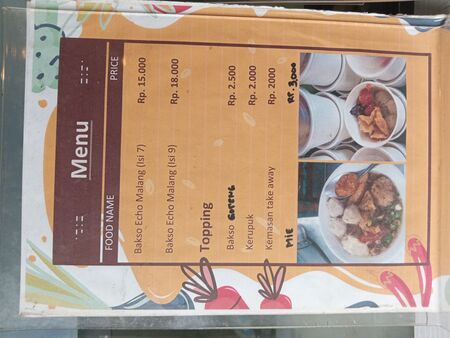 Menu
FOOD NAME PRICE
Bakso Echo Malang (Isi 7) Rp. 15.000
Bakso Echo Malang (Isi 9) Rp. 18.000
Topping
Bakso GORENG Rp. 2.500
Kerupuk Rp. 2.000
Kemasan take away Rp. 2000
MIE RP. 3,000